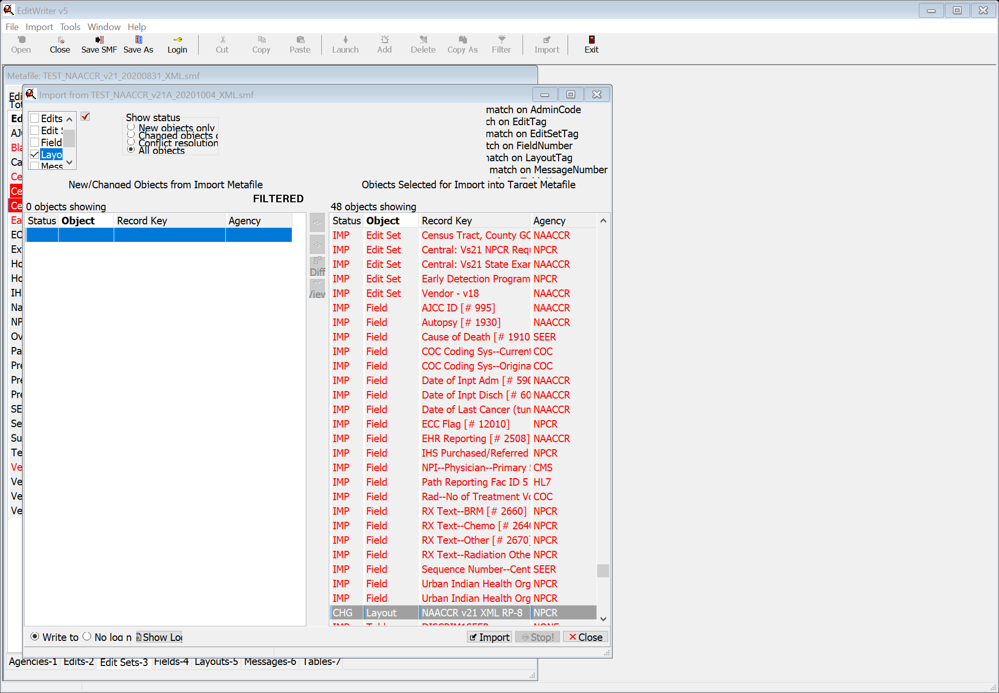 EditWriter v5
File Import Tools Window Help
Open Close Save SMF Save As Login Cut Copy Paste Launch Add Delete Copy As Filter Import Exit
Metafile: TEST_NAACCR_v21_20200831_XML.smf
Import from TEST_NAACCR_v21A_20201004_XML.smf
Edi
Tot
Ed
AJ
Bla
Ca
Ce
Ce
Ce
Ea
EO
Ex
Ho
Ho
IH
Na
NP
Ov
Pa
Pre
Pre
Pre
SE
Se
Su
Te
Ve
Ve
Ve
Ve
Edits
Edit S
Field
Layo
Mess
Show status
New objects only
Changed objects o
Conflict resolution
All objects
match on AdminCode
ch on EditTag
match on EditSetTag
tch on FieldNumber
match on LayoutTag
match on MessageNumber
New/Changed Objects from Import Metafile
FILTERED
0 objects showing
Status Object Record Key Agency
Diff
View
Objects Selected for Import into Target Metafile
48 objects showing
Status Object Record Key Agency
IMP Edit Set Census Tract, County GC NAACCR
IMP Edit Set Central: Vs21 NPCR Requ NPCR
IMP Edit Set Central: Vs21 State Exar NAACCR
IMP Edit Set Early Detection Program NPCR
IMP Edit Set Vendor - v18 NAACCR
IMP Field AJCC ID [# 995] NAACCR
IMP Field Autopsy [# 1930] NAACCR
IMP Field Cause of Death [# 1910 SEER
IMP Field COC Coding Sys--Current COC
IMP Field COC Coding Sys--Origina COC
IMP Field Date of Inpt Adm [# 590 NAACCR
IMP Field Date of Inpt Disch [# 60 NAACCR
IMP Field Date of Last Cancer (tum NAACCR
IMP Field ECC Flag [# 12010] NPCR
IMP Field EHR Reporting [# 2508] NAACCR
IMP Field IHS Purchased/Referred NPCR
IMP Field NPI--Physician--Primary S CMS
IMP Field Path Reporting Fac ID 5 HL7
IMP Field Rad--No of Treatment Vo COC
IMP Field RX Text--BRM [# 2660] NPCR
IMP Field RX Text--Chemo [# 2640 NPCR
IMP Field RX Text--Other [# 2670] NPCR
IMP Field RX Text--Radiation Othe NPCR
IMP Field Sequence Number--Cent SEER
IMP Field Urban Indian Health Org NPCR
IMP Field Urban Indian Health Org NPCR
CHG Layout NAACCR v21 XML RP-8 NPCR
IMP Table DISCRIM1SEER NONE
Write to No log n Show Log Import Stop! Close
Agencies-1 Edits-2 Edit Sets-3 Fields-4 Layouts-5 Messages-6 Tables-7